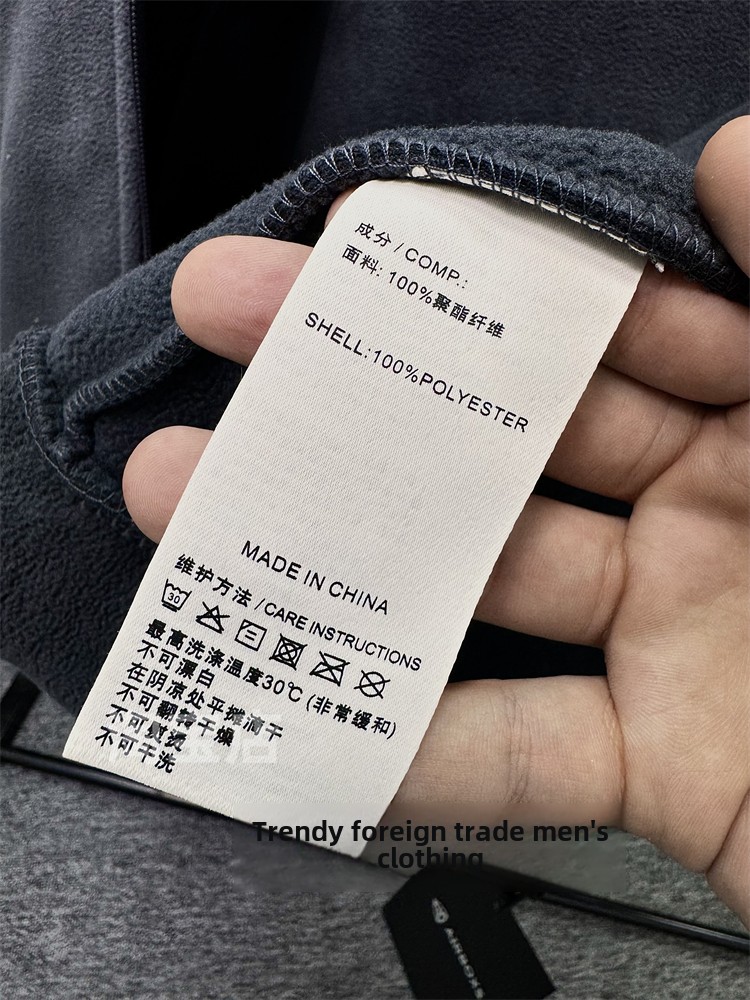 成分 / COMP.:
面料: 100%聚酯纤维
SHELL:100%POLYESTER
MADE IN CHINA
维护方法 /CARE INSTRUCTIONS
30
最高洗涤温度30℃ (非常缓和)
不可漂白
在阴凉处平摊滴干
不可翻转干燥
不可熨烫
不可干洗
Trendy foreign trade men's
clothing